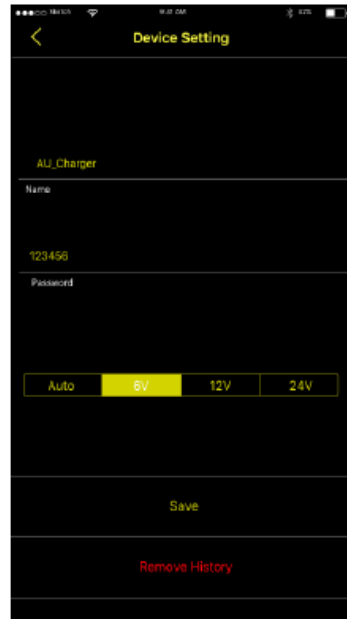 Device Setting
AU_Charger
Name
123456
Password
Auto 6V 12V 24V
Save
Remove History